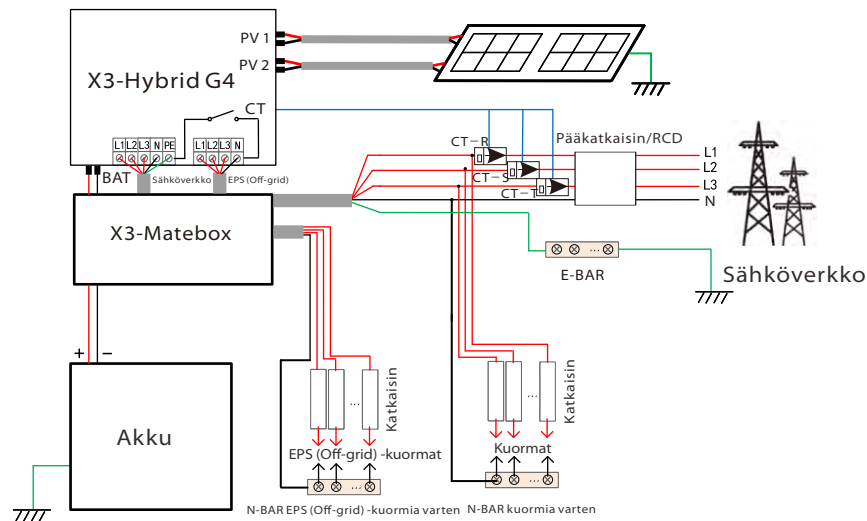 PV 1
PV 2
X3-Hybrid G4
CT
L1 L2 L3 N PE
L1 L2 L3 N
BAT
Sähköverkko
EPS (Off-grid)
CT-R
CT-S
CT-T
Pääkatkaisin/RCD
L1
L2
L3
N
X3-Matebox
E-BAR
Sähköverkko
+ −
Akku
...
Katkaisin
EPS (Off-grid) -kuormat
...
N-BAR EPS (Off-grid) -kuormia varten
...
Katkaisin
Kuormat
...
N-BAR kuormia varten
...